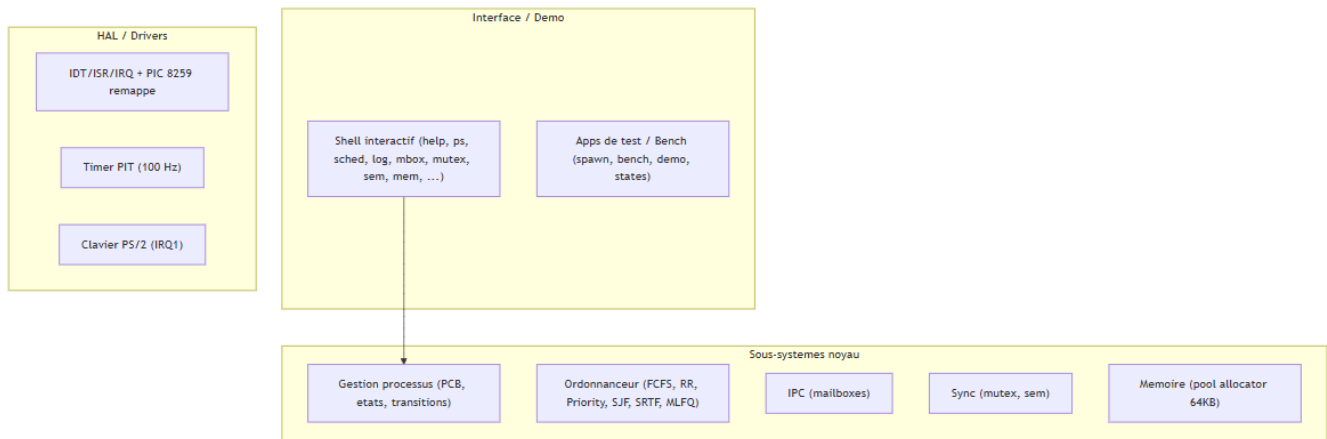 HAL / Drivers
IDT/ISR/IRQ + PIC 8259
remappe
Timer PIT (100 Hz)
Clavier PS/2 (IRQ1)
Interface / Demo
Shell interactif (help, ps,
sched, log, mbox, mutex,
sem, mem, ...)
Apps de test / Bench
(spawn, bench, demo,
states)
Sous-systemes noyau
Gestion processus (PCB,
etats, transitions)
Ordonnanceur (FCFS, RR,
Priority, SJF, SRTF, MLFQ)
IPC (mailboxes)
Sync (mutex, sem)
Memoire (pool allocator
64KB)